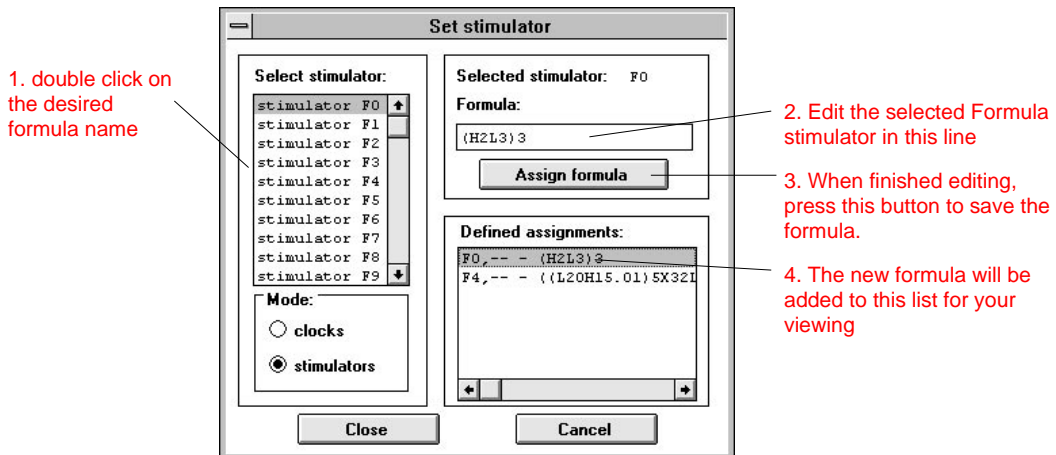 Set stimulator
1. double click on
the desired
formula name
Select stimulator:
stimulator F0
stimulator F1
stimulator F2
stimulator F3
stimulator F4
stimulator F5
stimulator F6
stimulator F7
stimulator F8
stimulator F9
Mode:
clocks
stimulators
Selected stimulator: F0
Formula:
(H2L3)3
Assign formula
Defined assignments:
F0,-- - (H2L3)3
F4,-- - ((L20H15.01)5X32L
Close
Cancel
2. Edit the selected Formula
stimulator in this line
3. When finished editing,
press this button to save the
formula.
4. The new formula will be
added to this list for your
viewing